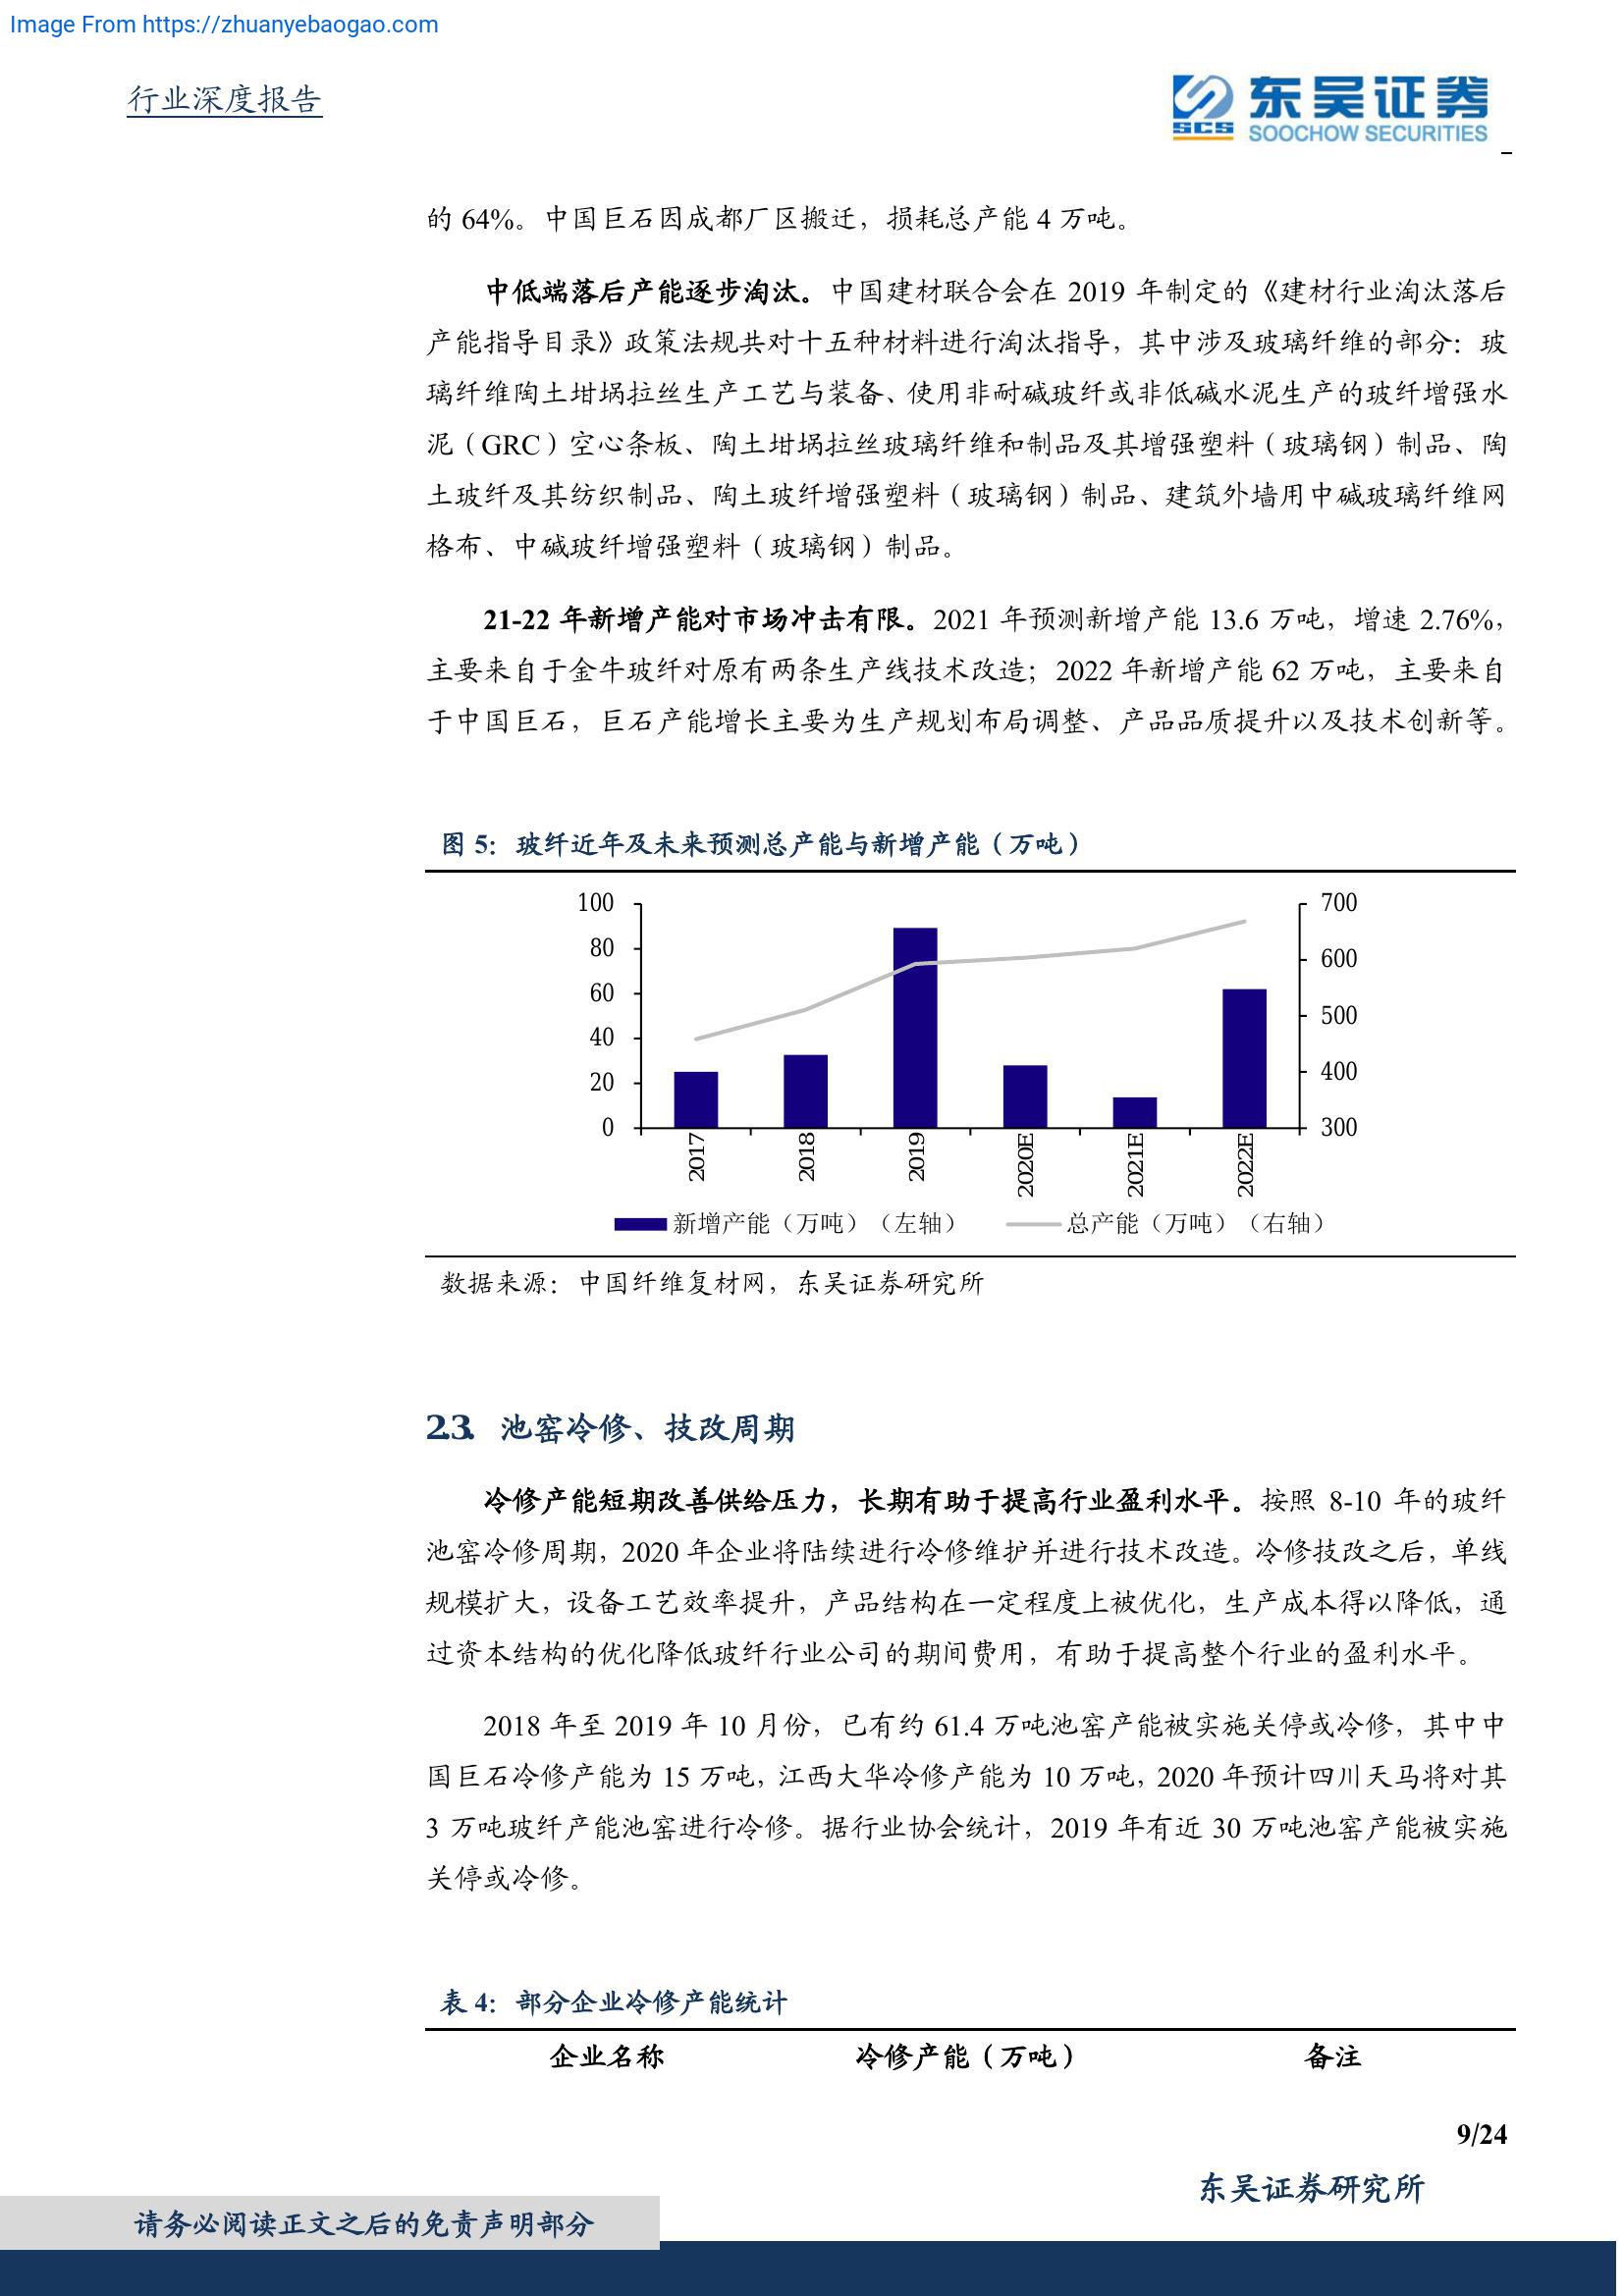 Image From https://zhuanyebaogao.com
行业深度报告
SCS 东吴证券
SOOCHOW SECURITIES
的 64%。中国巨石因成都厂区搬迁，损耗总产能 4 万吨。
中低端落后产能逐步淘汰。中国建材联合会在 2019 年制定的《建材行业淘汰落后
产能指导目录》政策法规共对十五种材料进行淘汰指导，其中涉及玻璃纤维的部分：玻
璃纤维陶土坩埚拉丝生产工艺与装备、使用非耐碱玻纤或非低碱水泥生产的玻纤增强水
泥（GRC）空心条板、陶土坩埚拉丝玻璃纤维和制品及其增强塑料（玻璃钢）制品、陶
土玻纤及其纺织制品、陶土玻纤增强塑料（玻璃钢）制品、建筑外墙用中碱玻璃纤维网
格布、中碱玻纤增强塑料（玻璃钢）制品。
21-22 年新增产能对市场冲击有限。2021 年预测新增产能 13.6 万吨，增速 2.76%，
主要来自于金牛玻纤对原有两条生产线技术改造；2022 年新增产能 62 万吨，主要来自
于中国巨石，巨石产能增长主要为生产规划布局调整、产品品质提升以及技术创新等。
图 5：玻纤近年及未来预测总产能与新增产能（万吨）
100
80
60
40
20
0
700
600
500
400
300
2017
2018
2019
2020E
2021E
2022E
新增产能（万吨）（左轴） 总产能（万吨）（右轴）
数据来源：中国纤维复材网，东吴证券研究所
2.3. 池窑冷修、技改周期
冷修产能短期改善供给压力，长期有助于提高行业盈利水平。按照 8-10 年的玻纤
池窑冷修周期，2020 年企业将陆续进行冷修维护并进行技术改造。冷修技改之后，单线
规模扩大，设备工艺效率提升，产品结构在一定程度上被优化，生产成本得以降低，通
过资本结构的优化降低玻纤行业公司的期间费用，有助于提高整个行业的盈利水平。
2018 年至 2019 年 10 月份，已有约 61.4 万吨池窑产能被实施关停或冷修，其中中
国巨石冷修产能为 15 万吨，江西大华冷修产能为 10 万吨，2020 年预计四川天马将对其
3 万吨玻纤产能池窑进行冷修。据行业协会统计，2019 年有近 30 万吨池窑产能被实施
关停或冷修。
表 4：部分企业冷修产能统计
企业名称 冷修产能（万吨） 备注
9/24
东吴证券研究所
请务必阅读正文之后的免责声明部分